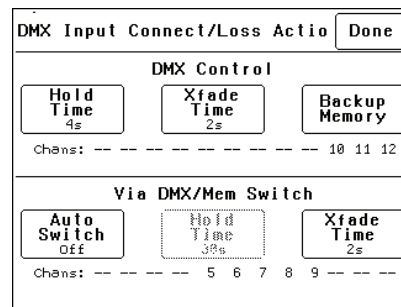 DMX Input Connect/Loss Actio
Done
DMX Control
Hold Time 4s
Xfade Time 2s
Backup Memory
Chans: -- -- -- -- -- -- -- -- -- 10 11 12
Via DMX/Mem Switch
Auto Switch Off
Hold Time 30s
Xfade Time 2s
Chans: -- -- -- -- 5 6 7 8 9 -- -- --